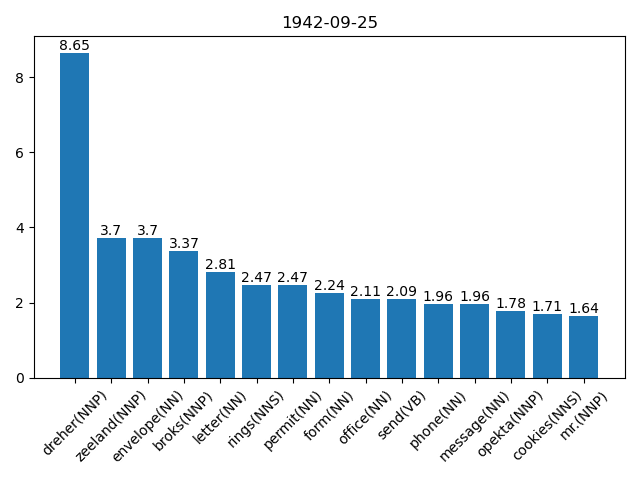 1942-09-25
8.65
3.7
3.7
3.37
2.81
2.47
2.47
2.24
2.11
2.09
1.96
1.96
1.78
1.71
1.64
8
6
4
2
0
dreher(NNP)
zeeland(NNP)
envelope(NN)
broks(NNP)
letter(NN)
rings(NNS)
permit(NN)
form(NN)
office(NN)
send(VB)
phone(NN)
message(NN)
opekta(NNP)
cookies(NNS)
mr.(NNP)